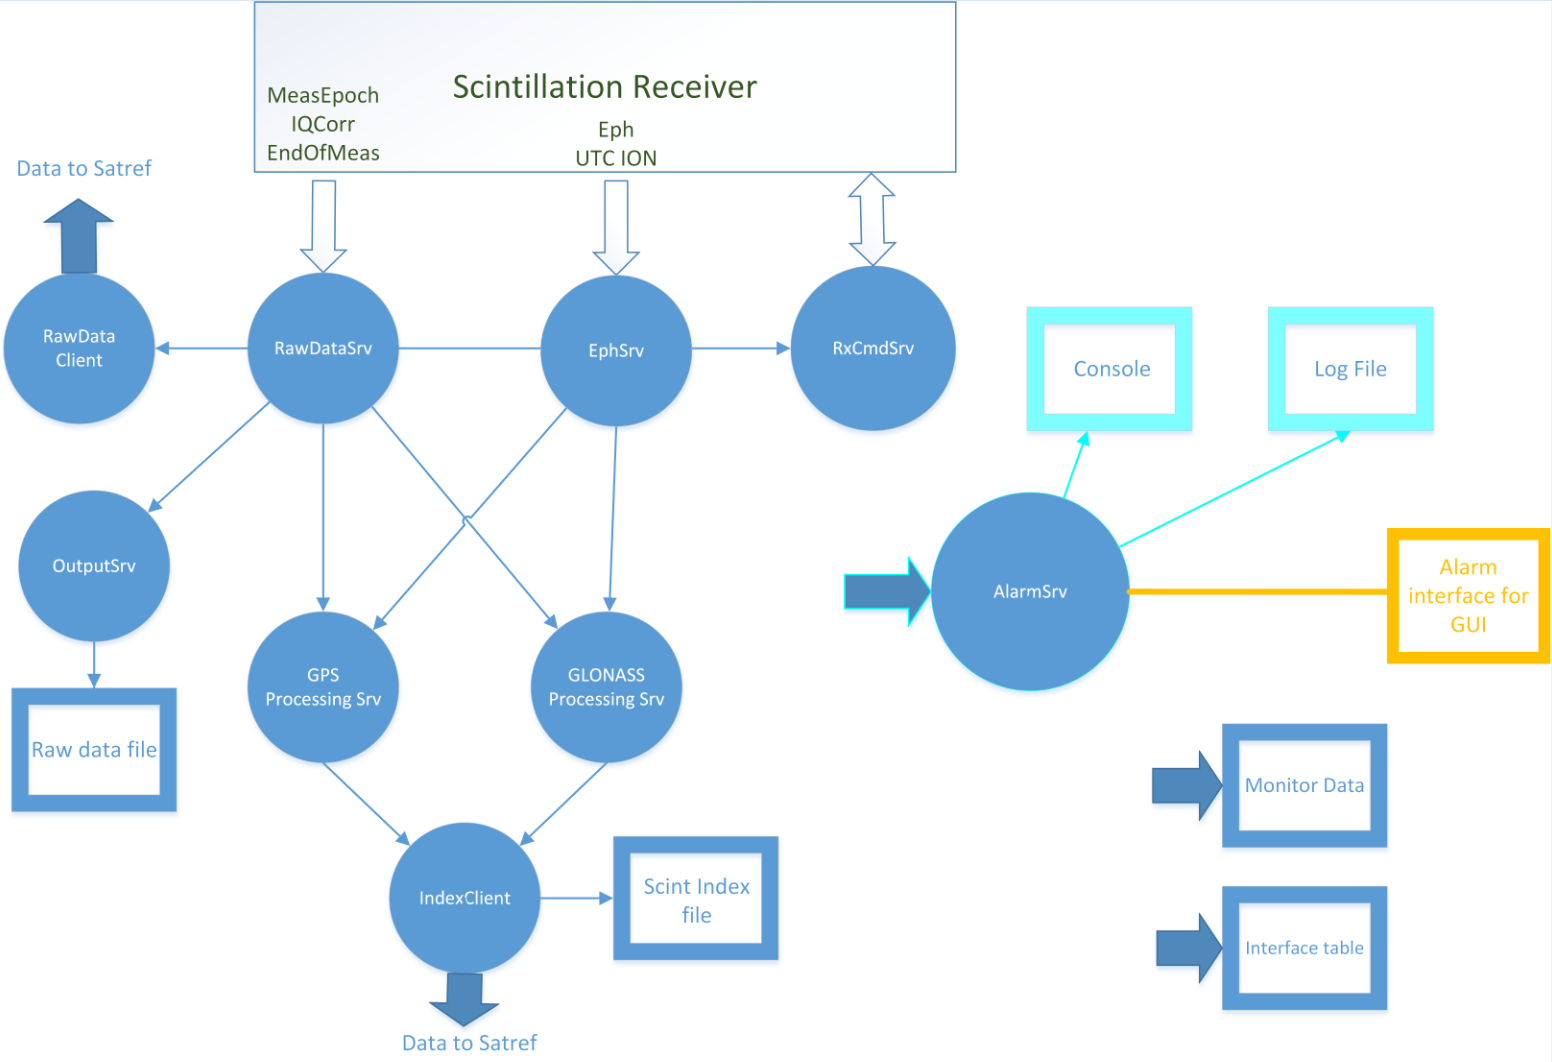 Scintillation Receiver
MeasEpoch
IQCorr
EndOfMeas
Eph
UTC ION
Data to Satref
RawData
Client
RawDataSrv
EphSrv
RxCmdSrv
Console
Log File
OutputSrv
AlarmSrv
Alarm
interface for
GUI
GPS
Processing Srv
GLONASS
Processing Srv
Raw data file
Monitor Data
IndexClient
Scint Index
file
Interface table
Data to Satref